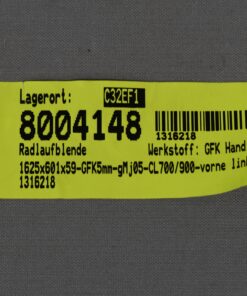 Lagerort: C32EF1
8004148 1316218
Radlaufblende Werkstoff: GFK Hand
1625x601x59-GFK5mm-gMj05-CL700/900-vorne lin
1316218